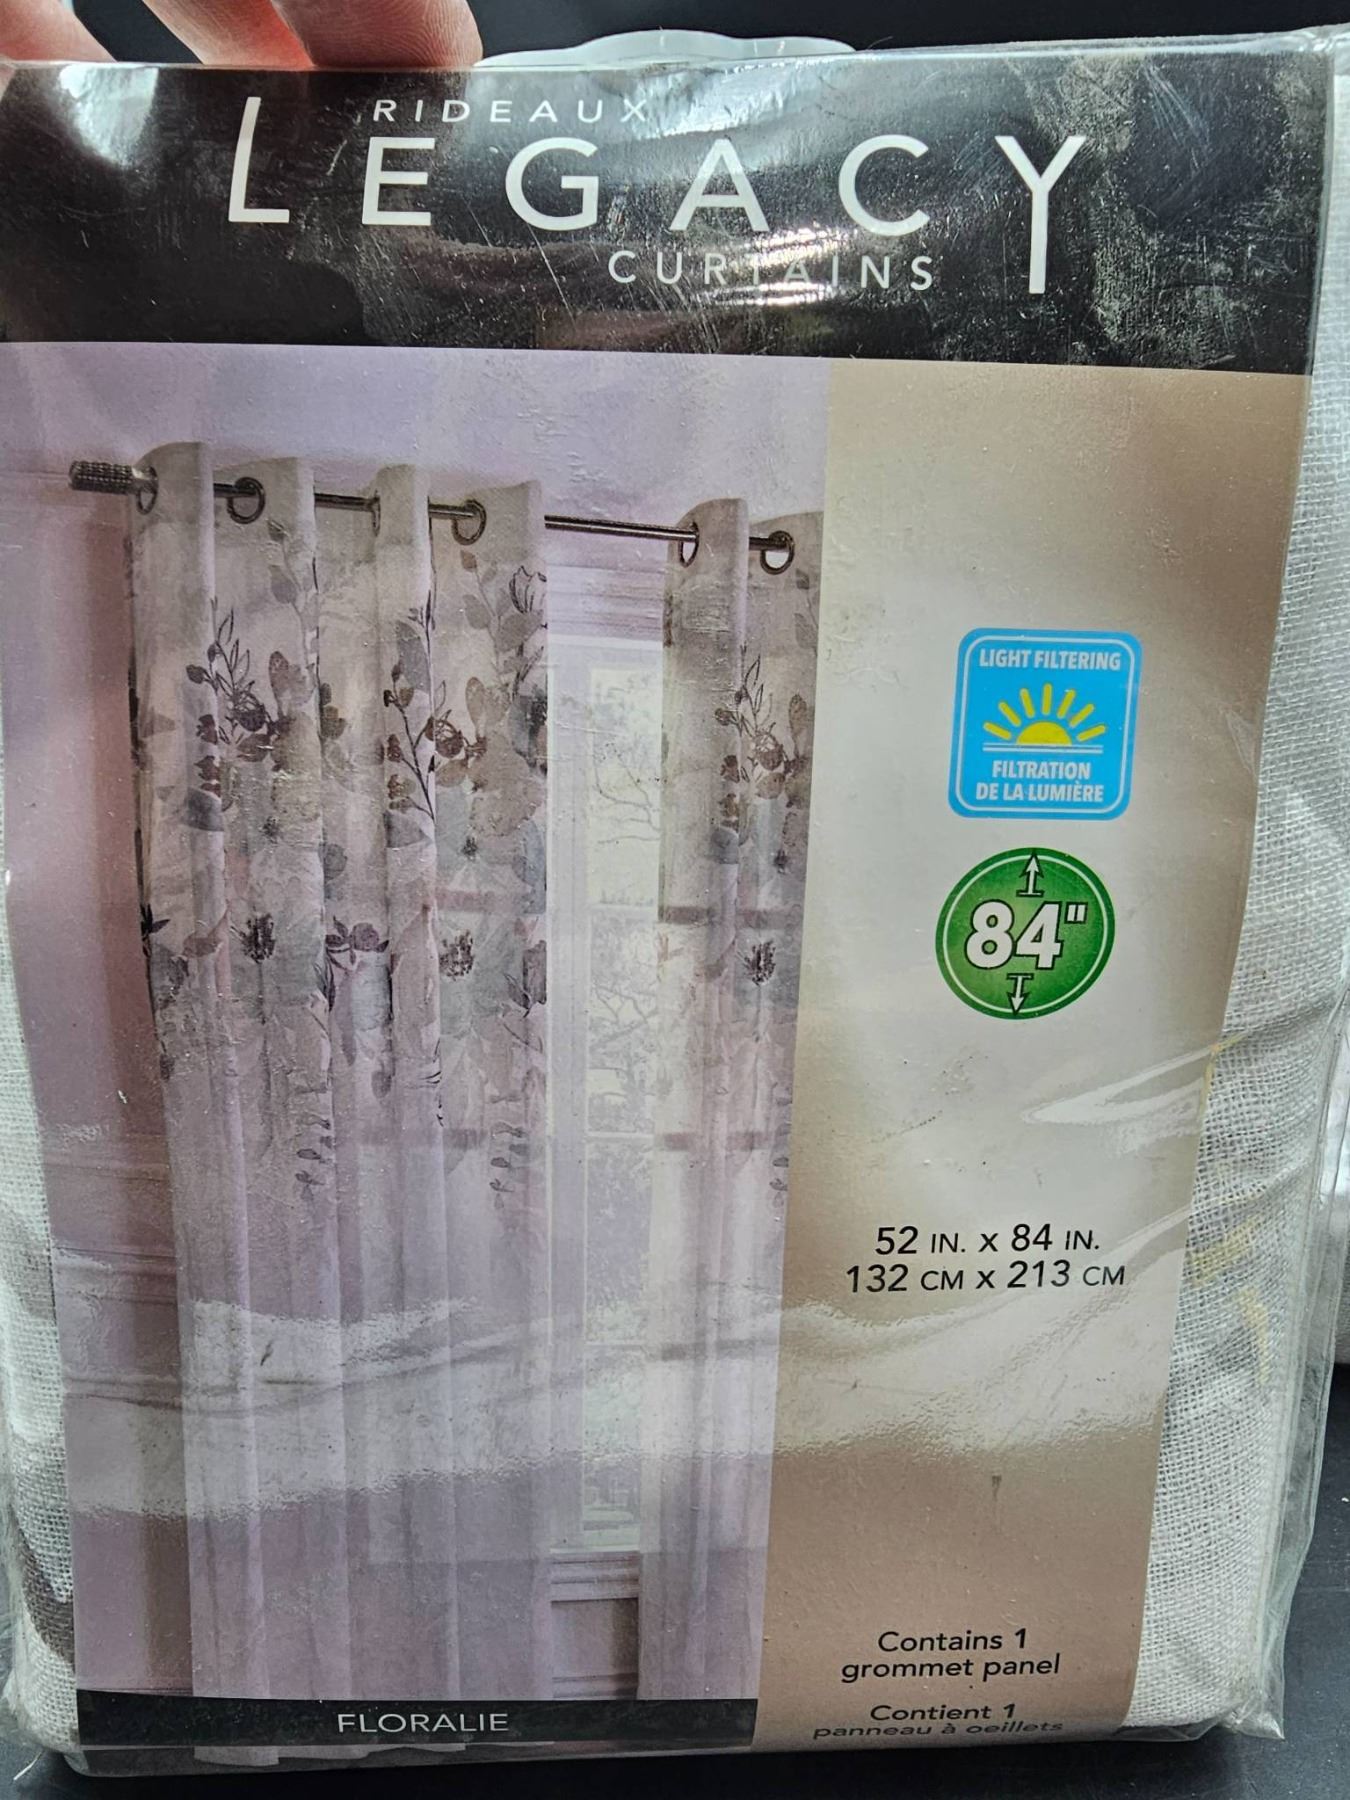 RIDEAUX
LEGACY
CURTAINS
LIGHT FILTERING
FILTRATION
DE LA LUMIÈRE
84"
52 IN. X 84 IN.
132 CM X 213 CM
Contains 1
grommet panel
Contient 1
panneau à oeillets
FLORALIE